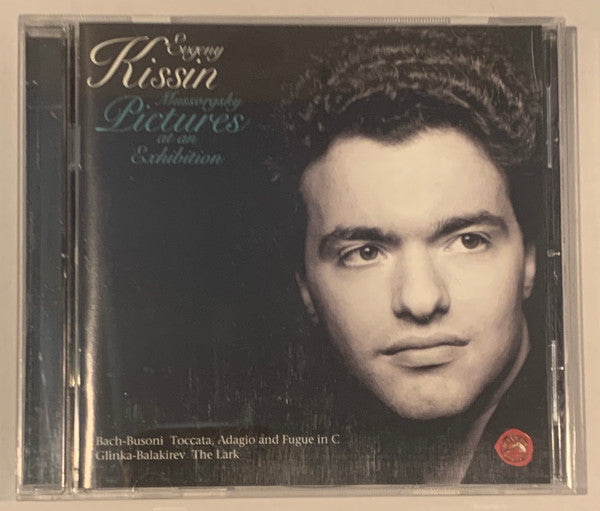 Evgeny
Kissin
Mussorgsky
Pictures
at an
Exhibition
Bach-Busoni Toccata, Adagio and Fugue in C
Glinka-Balakirev The Lark